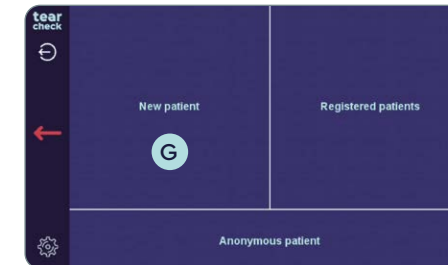 tear
check
New patient
Registered patients
G
Anonymous patient